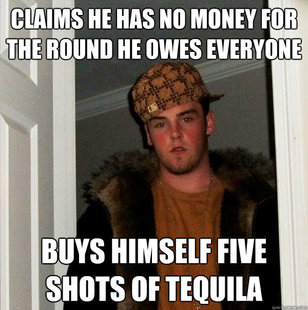 CLAIMS HE HAS NO MONEY FOR
THE ROUND HE OWES EVERYONE
BUYS HIMSELF FIVE
SHOTS OF TEQUILA